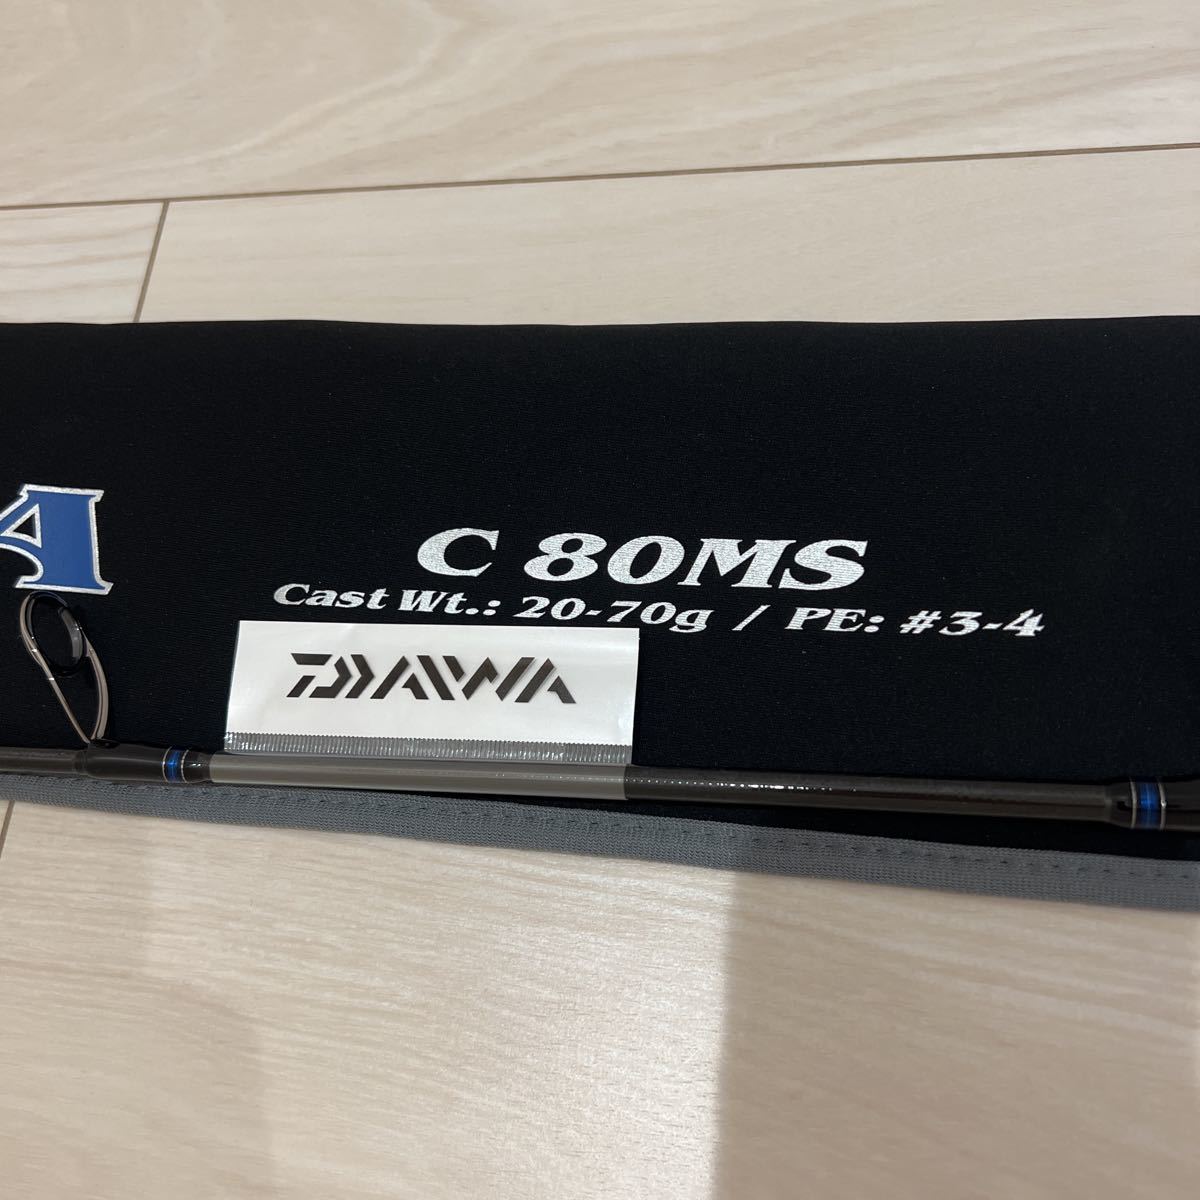 A
C 80MS
Cast Wt.: 20-70g / PE: #3-4
DAIWA